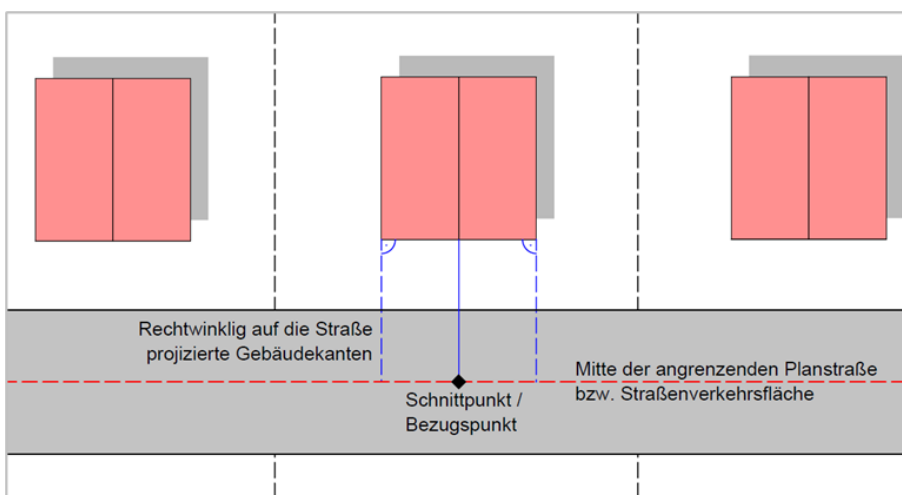 Rechtwinklig auf die Straße
projizierte Gebäudekanten
Mitte der angrenzenden Planstraße
bzw. Straßenverkehrsfläche
Schnittpunkt /
Bezugspunkt